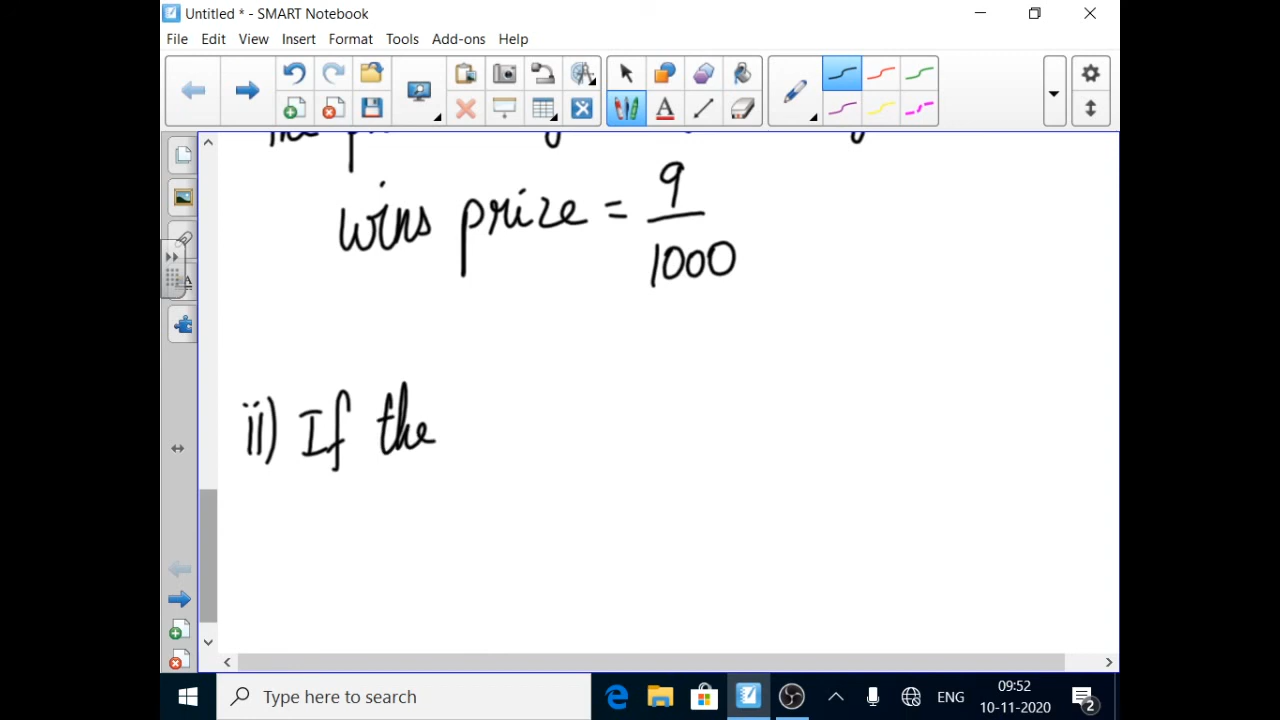 Untitled * - SMART Notebook
File Edit View Insert Format Tools Add-ons Help
wins prize = 9
1000
ii) If the
Type here to search
ENG
09:52
10-11-2020
2